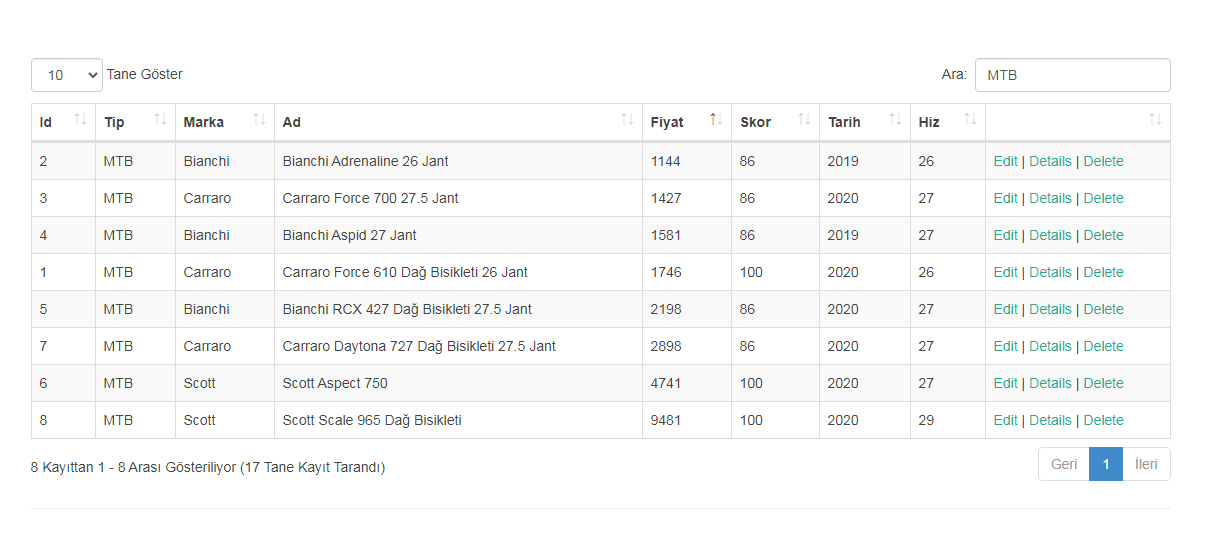 10 Tane Göster Ara: MTB
Id Tip Marka Ad Fiyat Skor Tarih Hiz
2 MTB Bianchi Bianchi Adrenaline 26 Jant 1144 86 2019 26 Edit | Details | Delete
3 MTB Carraro Carraro Force 700 27.5 Jant 1427 86 2020 27 Edit | Details | Delete
4 MTB Bianchi Bianchi Aspid 27 Jant 1581 86 2019 27 Edit | Details | Delete
1 MTB Carraro Carraro Force 610 Dağ Bisikleti 26 Jant 1746 100 2020 26 Edit | Details | Delete
5 MTB Bianchi Bianchi RCX 427 Dağ Bisikleti 27.5 Jant 2198 86 2020 27 Edit | Details | Delete
7 MTB Carraro Carraro Daytona 727 Dağ Bisikleti 27.5 Jant 2898 86 2020 27 Edit | Details | Delete
6 MTB Scott Scott Aspect 750 4741 100 2020 27 Edit | Details | Delete
8 MTB Scott Scott Scale 965 Dağ Bisikleti 9481 100 2020 29 Edit | Details | Delete
8 Kayıttan 1 - 8 Arası Gösteriliyor (17 Tane Kayıt Tarandı) Geri 1 İleri